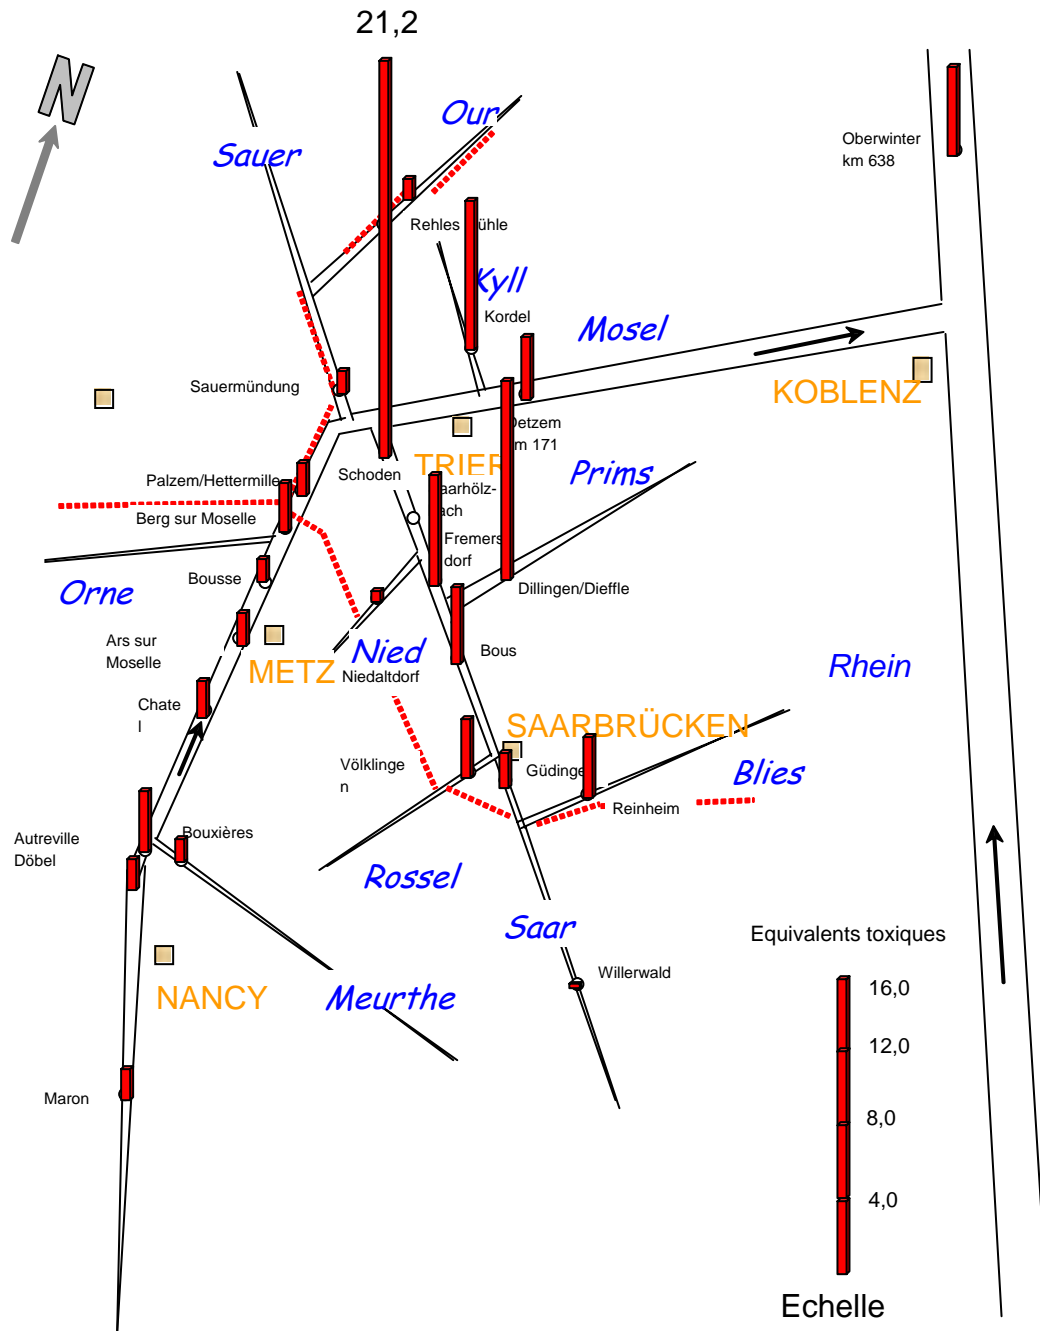 21,2
N
Our
Sauer
Oberwinter
km 638
Rehles ühle
Kyll
Kordel
Mosel
Sauermündung
KOBLENZ
Detzem
km 171
TRIER
Schoden
Prims
Palzem/Hettermille
aarhölz-
ach
Berg sur Moselle
Fremers
dorf
Bousse
Orne
Dillingen/Dieffle
Ars sur
Moselle
Nied
Bous
METZ
Niedaltdorf
Rhein
Chate
l
SAARBRÜCKEN
Völklinge
n
Güdinge
Blies
Reinheim
Autreville
Döbel
Bouxières
Rossel
Saar
Equivalents toxiques
Willerwald
16,0
NANCY
Meurthe
12,0
Maron
8,0
4,0
Echelle